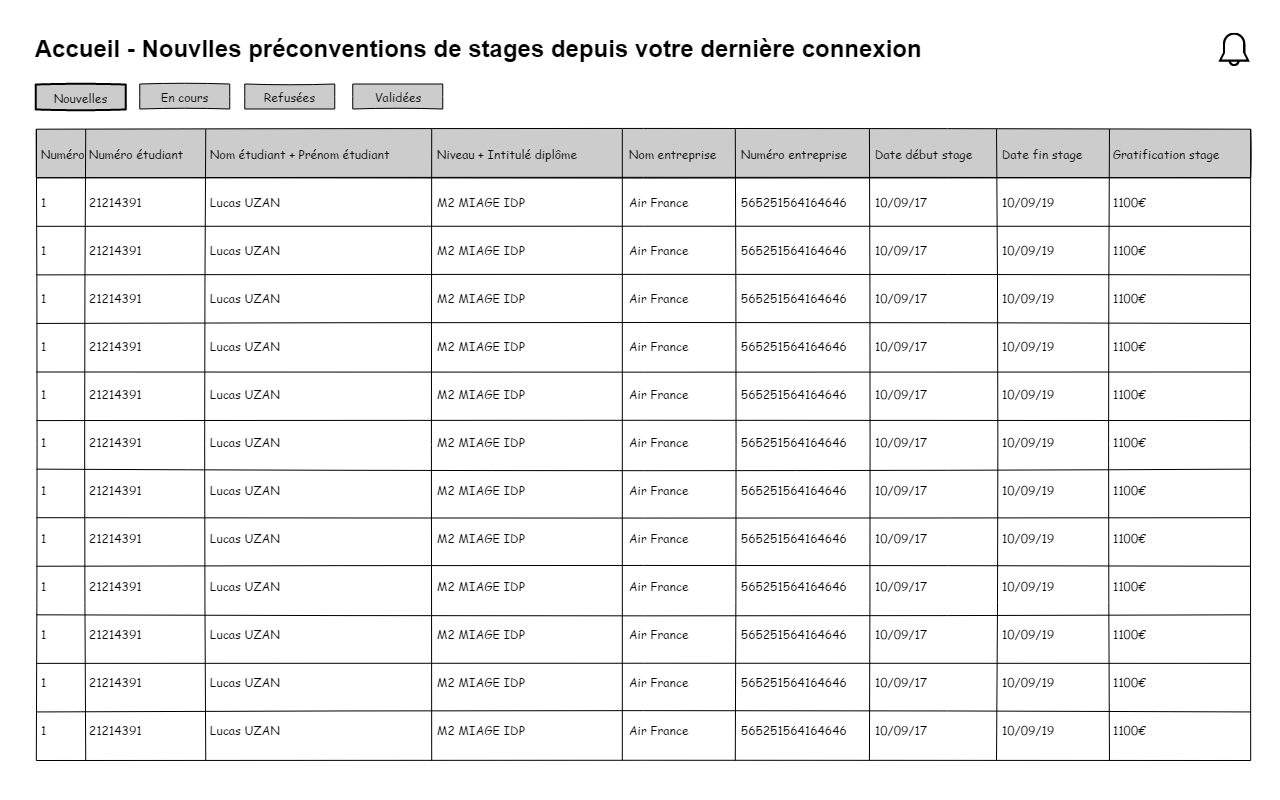 Accueil - Nouvlles préconventions de stages depuis votre dernière connexion
Nouvelles En cours Refusées Validées
Numéro Numéro étudiant Nom étudiant + Prénom étudiant Niveau + Intitulé diplôme Nom entreprise Numéro entreprise Date début stage Date fin stage Gratification stage
1 21214391 Lucas UZAN M2 MIAGE IDP Air France 565251564164646 10/09/17 10/09/19 1100€
1 21214391 Lucas UZAN M2 MIAGE IDP Air France 565251564164646 10/09/17 10/09/19 1100€
1 21214391 Lucas UZAN M2 MIAGE IDP Air France 565251564164646 10/09/17 10/09/19 1100€
1 21214391 Lucas UZAN M2 MIAGE IDP Air France 565251564164646 10/09/17 10/09/19 1100€
1 21214391 Lucas UZAN M2 MIAGE IDP Air France 565251564164646 10/09/17 10/09/19 1100€
1 21214391 Lucas UZAN M2 MIAGE IDP Air France 565251564164646 10/09/17 10/09/19 1100€
1 21214391 Lucas UZAN M2 MIAGE IDP Air France 565251564164646 10/09/17 10/09/19 1100€
1 21214391 Lucas UZAN M2 MIAGE IDP Air France 565251564164646 10/09/17 10/09/19 1100€
1 21214391 Lucas UZAN M2 MIAGE IDP Air France 565251564164646 10/09/17 10/09/19 1100€
1 21214391 Lucas UZAN M2 MIAGE IDP Air France 565251564164646 10/09/17 10/09/19 1100€
1 21214391 Lucas UZAN M2 MIAGE IDP Air France 565251564164646 10/09/17 10/09/19 1100€
1 21214391 Lucas UZAN M2 MIAGE IDP Air France 565251564164646 10/09/17 10/09/19 1100€